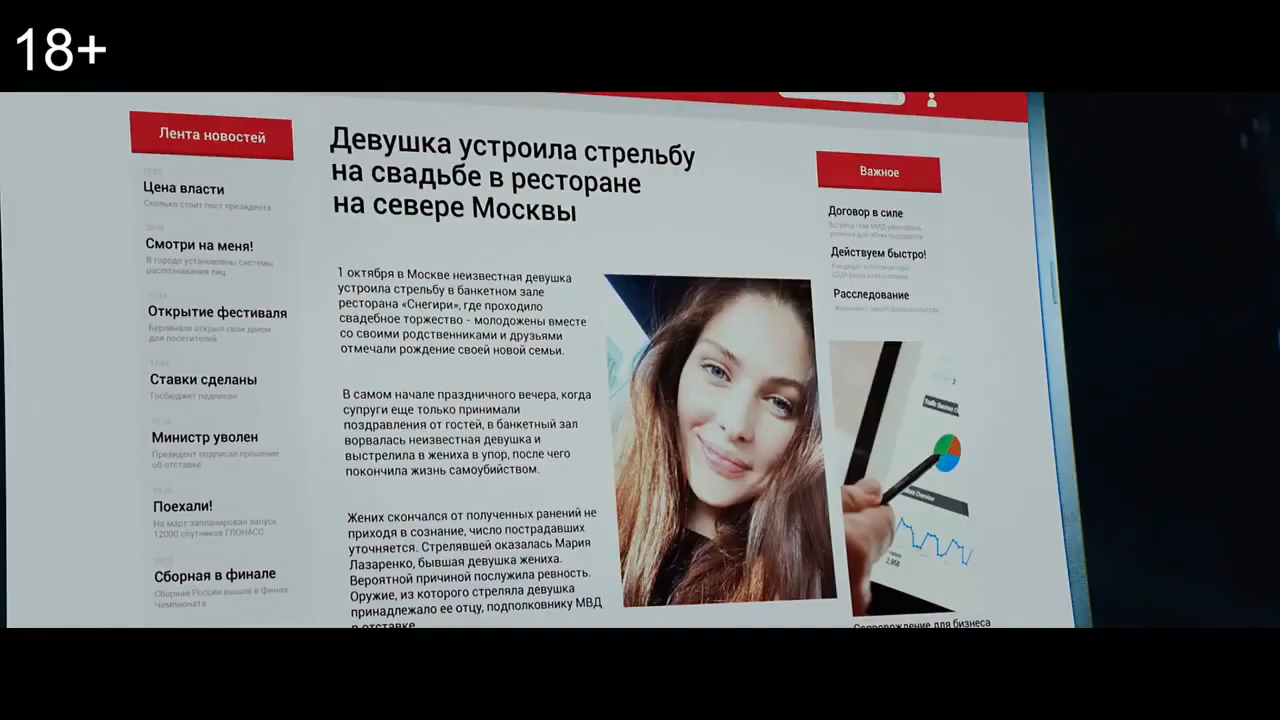 18+
Лента новостей
Цена власти
Сколько стоит пост президента
Смотри на меня!
В городе установлены системы
распознавания лиц
Открытие фестиваля
Берлинале открыл свои двери
для посетителей
Ставки сделаны
Госбюджет подписан
Министр уволен
Президент подписал прошение
об отставке
Поехали!
На март запланирован запуск
12000 спутников ГЛОНАСС
Сборная в финале
Сборная России вышла в финал
Чемпионата
Девушка устроила стрельбу
на свадьбе в ресторане
на севере Москвы
1 октября в Москве неизвестная девушка
устроила стрельбу в банкетном зале
ресторана «Снегири», где проходило
свадебное торжество - молодожены вместе
со своими родственниками и друзьями
отмечали рождение своей новой семьи.
В самом начале праздничного вечера, когда
супруги еще только принимали
поздравления от гостей, в банкетный зал
ворвалась неизвестная девушка и
выстрелила в жениха в упор, после чего
покончила жизнь самоубийством.
Жених скончался от полученных ранений не
приходя в сознание, число пострадавших
уточняется. Стрелявшей оказалась Мария
Лазаренко, бывшая девушка жениха.
Вероятной причиной послужила ревность.
Оружие, из которого стреляла девушка
принадлежало ее отцу, подполковнику МВД
в отставке
Важное
Договор в силе
Действуем быстро!
Расследование
Сопровождение для бизнеса